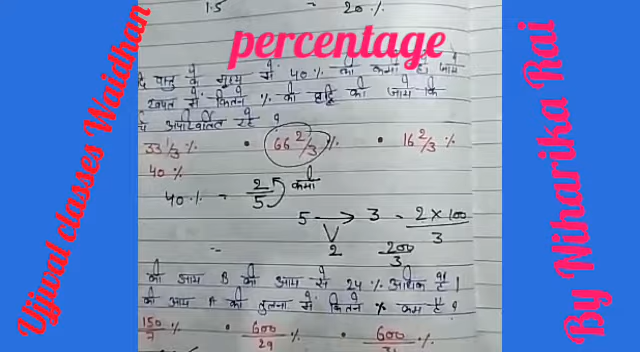 1.5 = 20 %
percentage
Ujjwal classes Waidhan
By Niharika Rai
धातु के मूल्य में 40 % की कमी हो जाये
खपत में कितने % की वृद्धि की जाये कि
अपरिवर्तित रहे ?
33 1/3 % • 66 2/3 % • 16 2/3 %
40 %
40 % = 2/5 कमी
5 → 3 - 2 × 100 / 3
2 200/3
की आय B की आय से 24 % अधिक है |
की आय A की तुलना में कितने % कम है ?
150/7 % • 600/29 % • 600/31 %